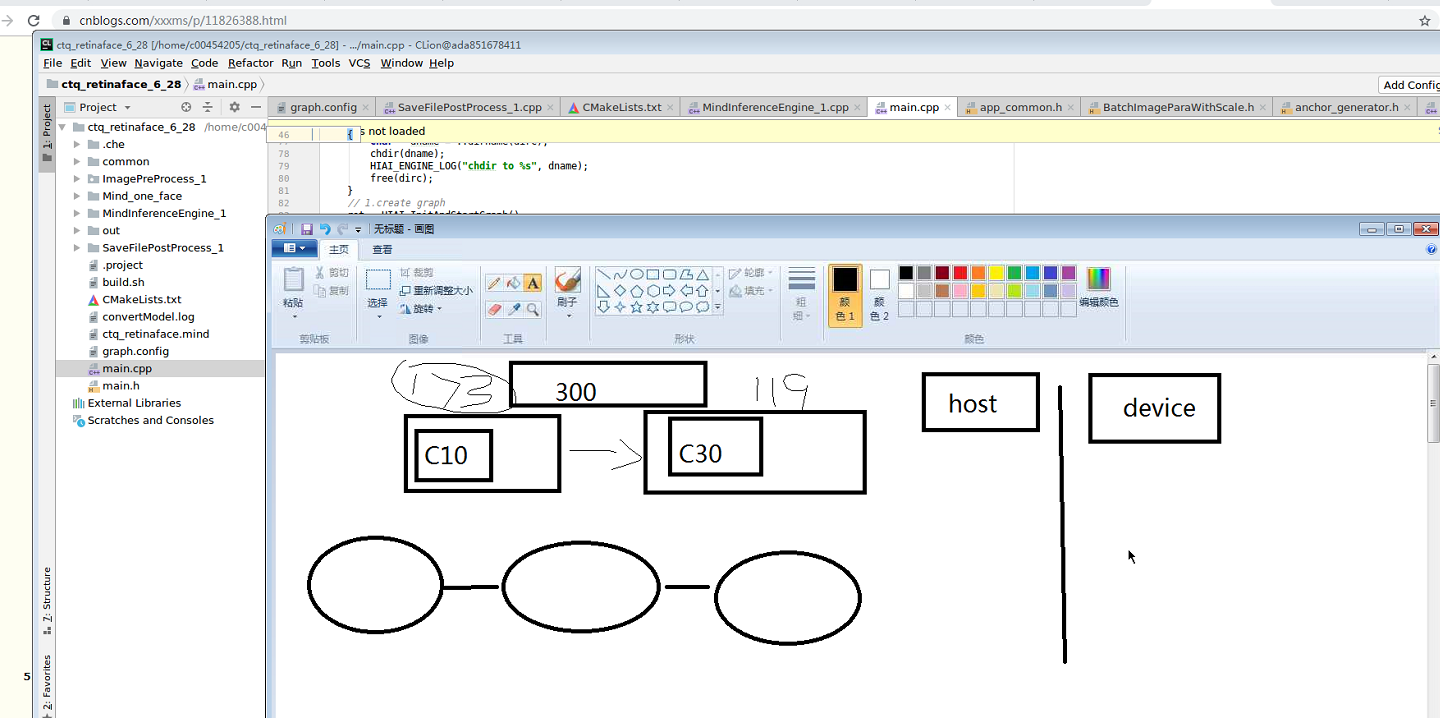 cnblogs.com/xxxms/p/11826388.html
ctq_retinaface_6_28 [/home/c00454205/ctq_retinaface_6_28] - .../main.cpp - CLion@ada851678411
File Edit View Navigate Code Refactor Run Tools VCS Window Help
ctq_retinaface_6_28 main.cpp
Add Config
1: Project
Project
graph.config SaveFilePostProcess_1.cpp CMakeLists.txt MindInferenceEngine_1.cpp main.cpp app_common.h BatchImageParaWithScale.h anchor_generator.h
ctq_retinaface_6_28 /home/c004
.che
common
ImagePreProcess_1
Mind_one_face
MindInferenceEngine_1
out
SaveFilePostProcess_1
.project
build.sh
CMakeLists.txt
convertModel.log
ctq_retinaface.mind
graph.config
main.cpp
main.h
External Libraries
Scratches and Consoles
46 { s not loaded
78 chdir(dname);
79 HIAI_ENGINE_LOG("chdir to %s", dname);
80 free(dirc);
81 }
82 // 1.create graph
无标题 - 画图
主页 查看
粘贴 剪切 复制
剪贴板
选择 裁剪 重新调整大小 旋转
图像
A
工具
刷子
轮廓 填充
形状
粗细
颜色 1 颜色 2 编辑颜色
颜色
173 300 119
C10 C30
host device
7: Structure
2: Favorites
5